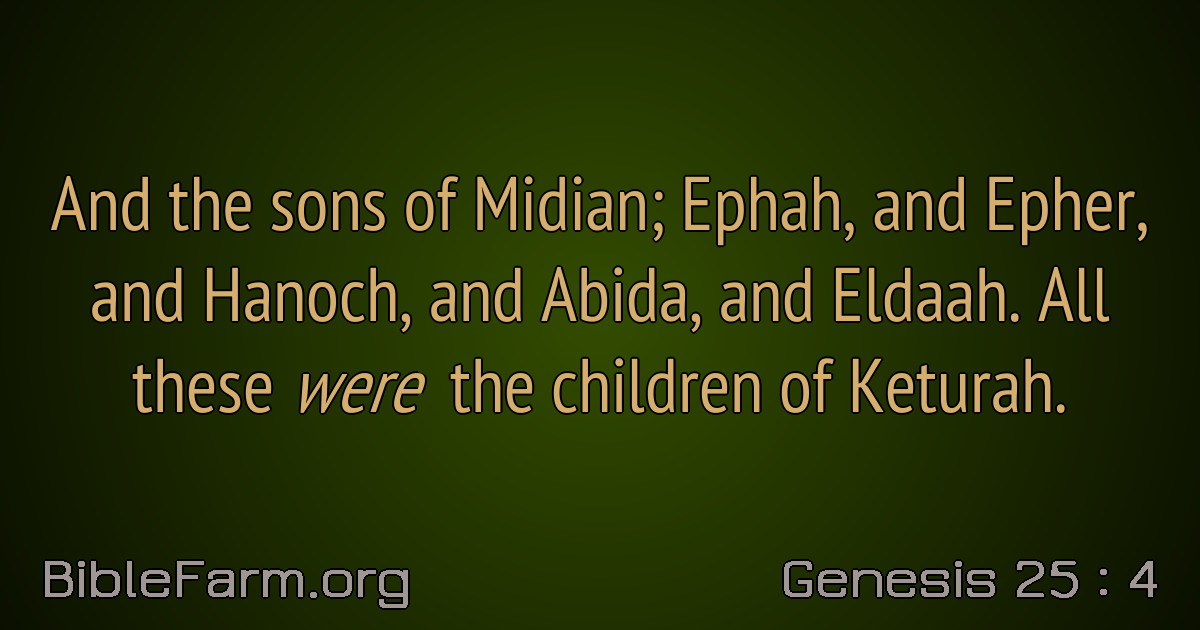 And the sons of Midian; Ephah, and Epher,
and Hanoch, and Abida, and Eldaah. All
these were the children of Keturah.
BibleFarm.org
Genesis 25 : 4